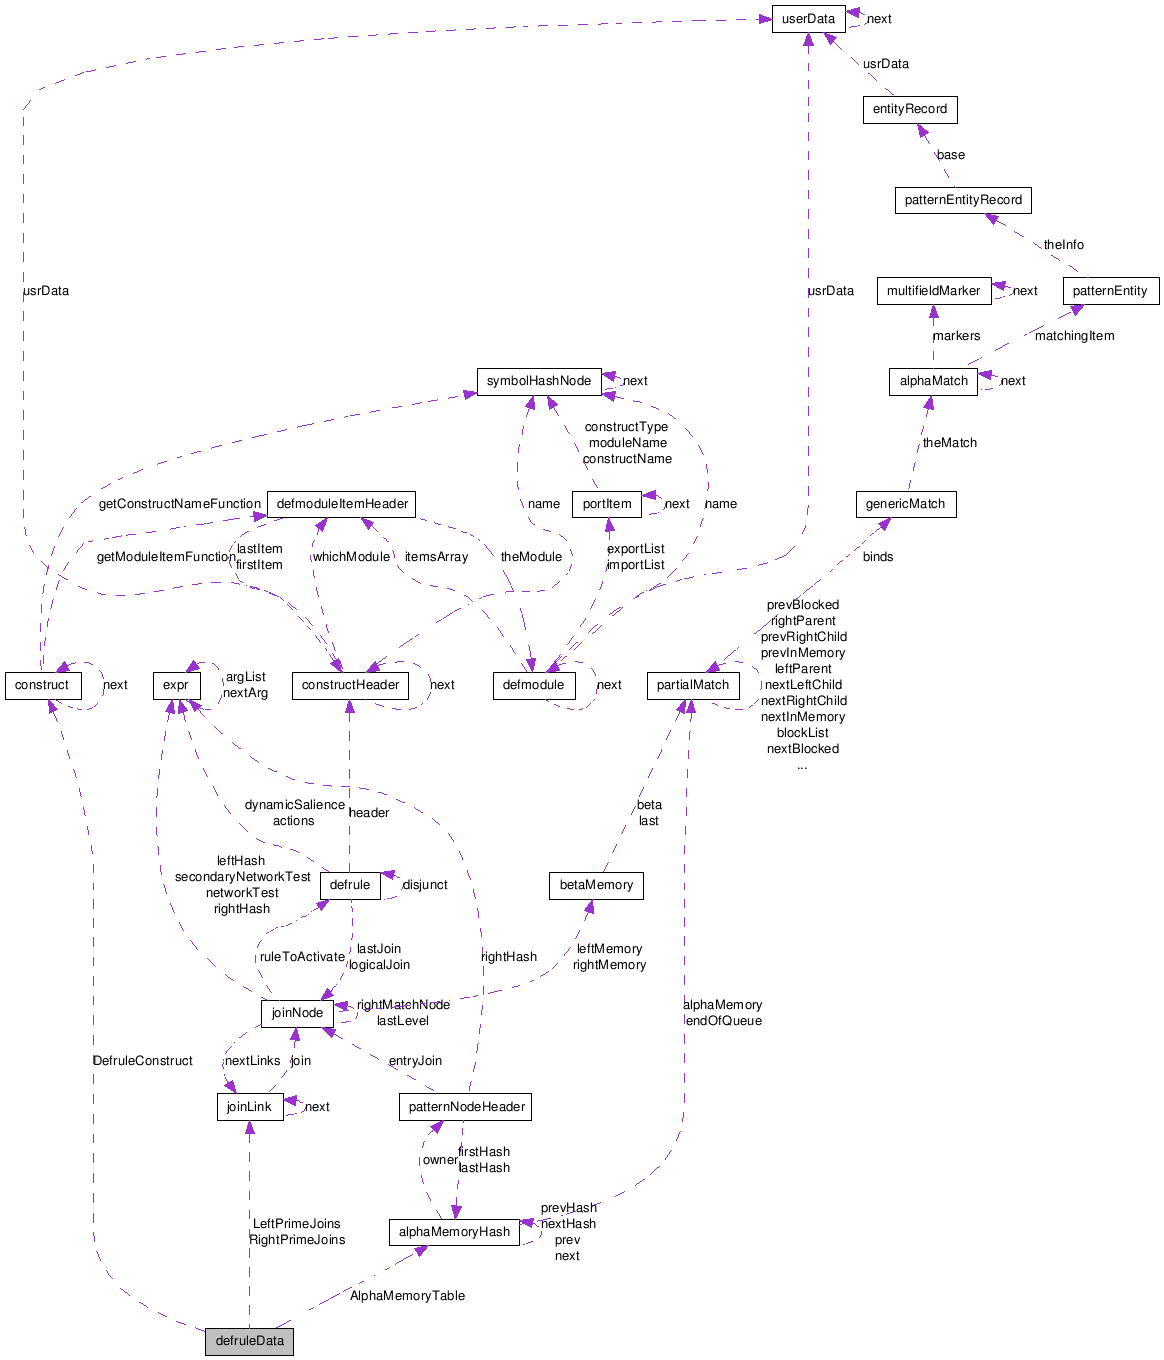 userData
next
usrData
entityRecord
base
patternEntityRecord
theInfo
usrData
usrData
multifieldMarker
next
patternEntity
markers
matchingItem
symbolHashNode
next
alphaMatch
next
constructType
moduleName
constructName
theMatch
getConstructNameFunction
defmoduleItemHeader
name
portItem
next
name
genericMatch
getModuleItemFunction
lastItem
firstItem
whichModule
itemsArray
theModule
exportList
importList
binds
construct
next
expr
argList
nextArg
constructHeader
next
defmodule
next
partialMatch
prevBlocked
rightParent
prevRightChild
prevInMemory
leftParent
nextLeftChild
nextRightChild
nextInMemory
blockList
nextBlocked
...
dynamicSalience
actions
header
beta
last
leftHash
secondaryNetworkTest
networkTest
rightHash
defrule
disjunct
betaMemory
ruleToActivate
lastJoin
logicalJoin
rightHash
leftMemory
rightMemory
joinNode
rightMatchNode
lastLevel
alphaMemory
endOfQueue
DefruleConstruct
nextLinks
join
entryJoin
joinLink
next
patternNodeHeader
owner
firstHash
lastHash
LeftPrimeJoins
RightPrimeJoins
alphaMemoryHash
prevHash
nextHash
prev
next
AlphaMemoryTable
defruleData